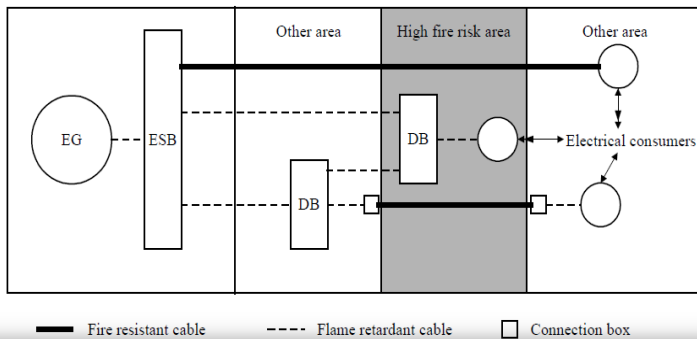 Other area
High fire risk area
Other area
EG
ESB
DB
Electrical consumers
DB
Fire resistant cable
Flame retardant cable
Connection box